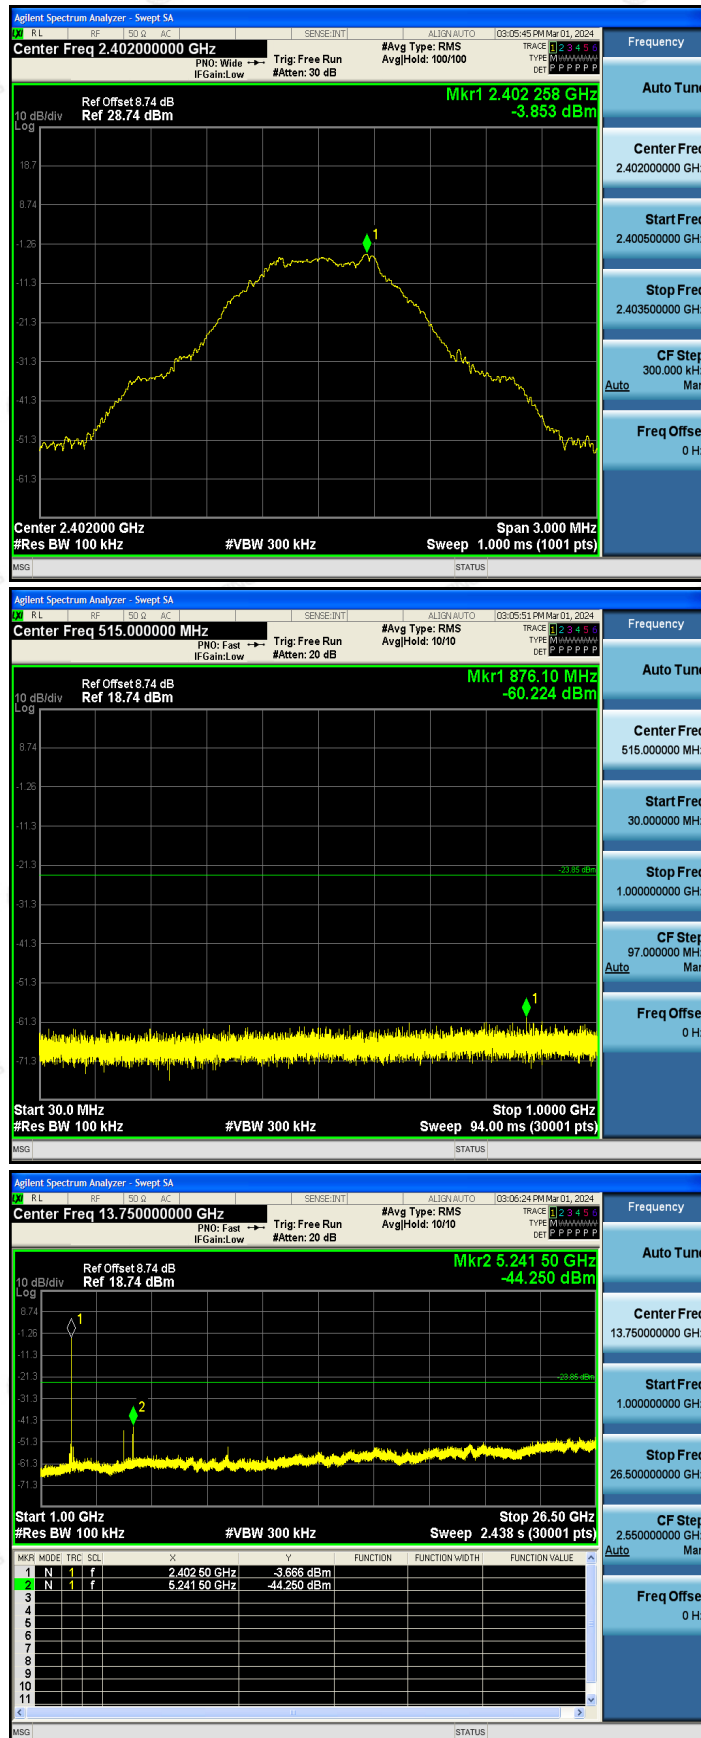 Agilent Spectrum Analyzer - Swept SA
LXI RL RF 50 Ω AC SENSE:INT ALIGN AUTO 03:05:45 PM Mar 01, 2024
Center Freq 2.402000000 GHz #Avg Type: RMS TRACE 1 2 3 4 5 6
PNO: Wide Trig: Free Run Avg|Hold: 100/100 TYPE M
IFGain:Low #Atten: 30 dB DET P P P P P P
Frequency
Auto Tune
Mkr1 2.402 258 GHz
-3.853 dBm
Ref Offset 8.74 dB
10 dB/div Ref 28.74 dBm
Log
18.7
8.74
-1.26
-11.3
-21.3
-31.3
-41.3
-51.3
-61.3
1
Center Freq
2.402000000 GHz
Start Freq
2.400500000 GHz
Stop Freq
2.403500000 GHz
CF Step
300.000 kHz
Auto Man
Freq Offset
0 Hz
Center 2.402000 GHz Span 3.000 MHz
#Res BW 100 kHz #VBW 300 kHz Sweep 1.000 ms (1001 pts)
MSG STATUS
Agilent Spectrum Analyzer - Swept SA
LXI RL RF 50 Ω AC SENSE:INT ALIGN AUTO 03:05:51 PM Mar 01, 2024
Center Freq 515.000000 MHz #Avg Type: RMS TRACE 1 2 3 4 5 6
PNO: Fast Trig: Free Run Avg|Hold: 10/10 TYPE M
IFGain:Low #Atten: 20 dB DET P P P P P P
Frequency
Auto Tune
Mkr1 876.10 MHz
-60.224 dBm
Ref Offset 8.74 dB
10 dB/div Ref 18.74 dBm
Log
8.74
-1.26
-11.3
-21.3
-31.3
-41.3
-51.3
-61.3
-71.3
-23.85 dBm
1
Center Freq
515.000000 MHz
Start Freq
30.000000 MHz
Stop Freq
1.000000000 GHz
CF Step
97.000000 MHz
Auto Man
Freq Offset
0 Hz
Start 30.0 MHz Stop 1.0000 GHz
#Res BW 100 kHz #VBW 300 kHz Sweep 94.00 ms (30001 pts)
MSG STATUS
Agilent Spectrum Analyzer - Swept SA
LXI RL RF 50 Ω AC SENSE:INT ALIGN AUTO 03:06:24 PM Mar 01, 2024
Center Freq 13.750000000 GHz #Avg Type: RMS TRACE 1 2 3 4 5 6
PNO: Fast Trig: Free Run Avg|Hold: 10/10 TYPE M
IFGain:Low #Atten: 20 dB DET P P P P P P
Frequency
Auto Tune
Mkr2 5.241 50 GHz
-44.250 dBm
Ref Offset 8.74 dB
10 dB/div Ref 18.74 dBm
Log
8.74
-1.26
-11.3
-21.3
-31.3
-41.3
-51.3
-61.3
-71.3
-23.85 dBm
1
2
Center Freq
13.750000000 GHz
Start Freq
1.000000000 GHz
Stop Freq
26.500000000 GHz
CF Step
2.550000000 GHz
Auto Man
Freq Offset
0 Hz
Start 1.00 GHz Stop 26.50 GHz
#Res BW 100 kHz #VBW 300 kHz Sweep 2.438 s (30001 pts)
MKR MODE TRC SCL X Y FUNCTION FUNCTION WIDTH FUNCTION VALUE
1 N 1 f 2.402 50 GHz -3.666 dBm
2 N 1 f 5.241 50 GHz -44.250 dBm
3
4
5
6
7
8
9
10
11
MSG STATUS